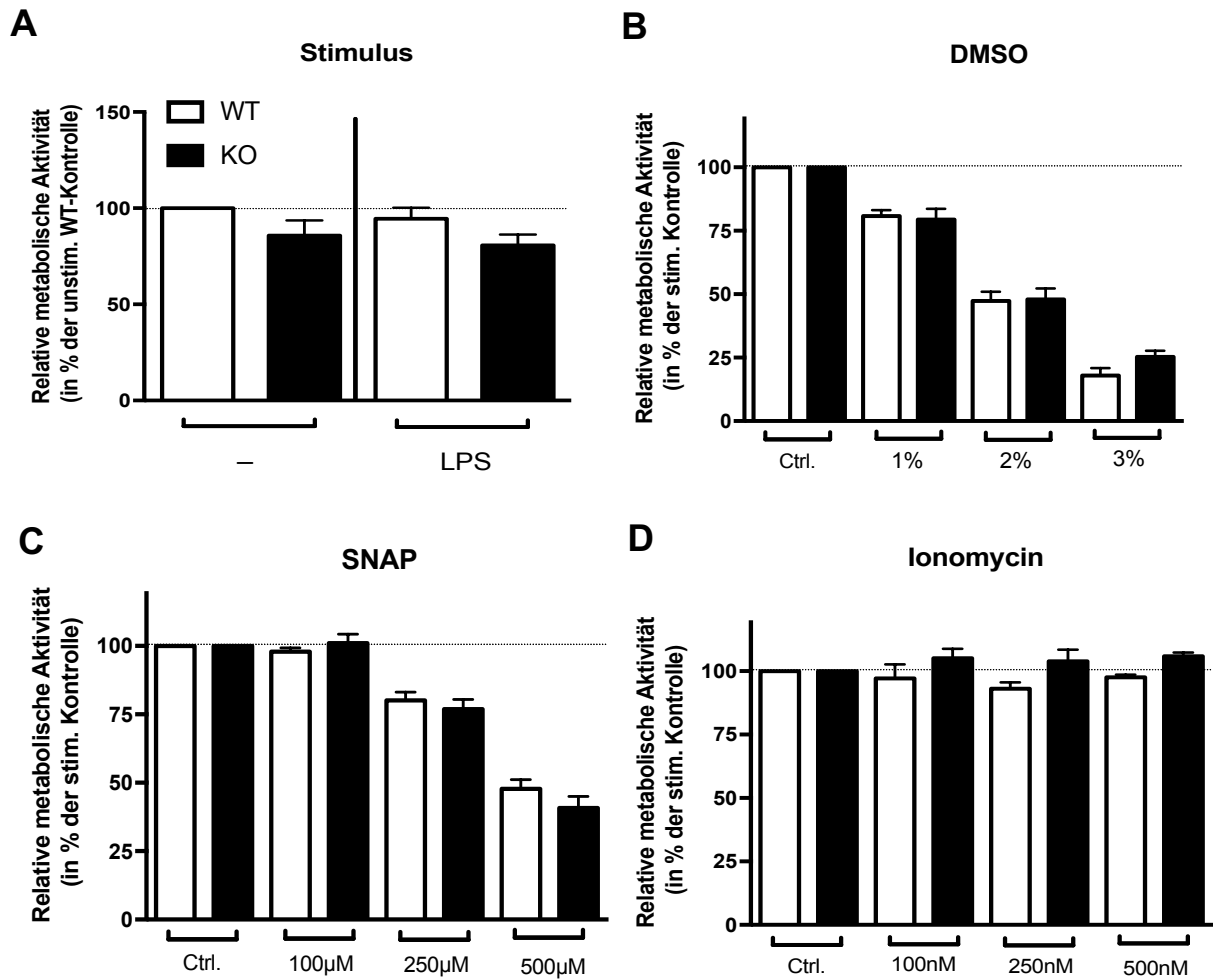 A
Stimulus
Relative metabolische Aktivität
(in % der unstim. WT-Kontrolle)
150
100
50
0
WT
KO
–
LPS
B
DMSO
Relative metabolische Aktivität
(in % der stim. Kontrolle)
100
75
50
25
0
Ctrl.
1%
2%
3%
C
SNAP
Relative metabolische Aktivität
(in % der stim. Kontrolle)
100
75
50
25
0
Ctrl.
100µM
250µM
500µM
D
Ionomycin
Relative metabolische Aktivität
(in % der stim. Kontrolle)
100
75
50
25
0
Ctrl.
100nM
250nM
500nM